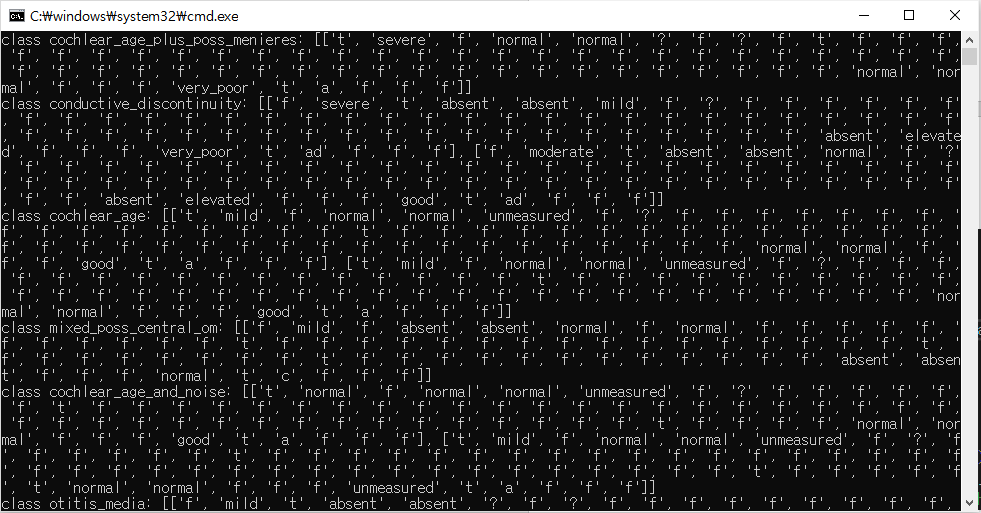 C:₩windows₩system32₩cmd.exe
class cochlear_age_plus_poss_menieres: [['t', 'severe', 'f', 'normal', 'normal', '?', 'f', '?', 'f', 't', 'f', 'f', 'f',
 'f', 'f', 'f', 'f', 'f', 'f', 'f', 'f', 'f', 'f', 'f', 'f', 'f', 'f', 'f', 'f', 'f', 'f', 'f', 'f', 'f', 'f', 'f', 'f',
 'f', 'f', 'f', 'f', 'f', 'f', 'f', 'f', 'f', 'f', 'f', 'f', 'f', 'f', 'f', 'f', 'f', 'f', 'f', 'f', 'f', 'normal', 'nor
mal', 'f', 'f', 'f', 'very_poor', 't', 'a', 'f', 'f', 'f']]
class conductive_discontinuity: [['f', 'severe', 't', 'absent', 'absent', 'mild', 'f', '?', 'f', 'f', 'f', 'f', 'f', 'f'
, 'f', 'f', 'f', 'f', 'f', 'f', 'f', 'f', 'f', 'f', 'f', 'f', 'f', 'f', 'f', 'f', 'f', 'f', 'f', 'f', 'f', 'f', 'f', 'f'
, 'f', 'f', 'f', 'f', 'f', 'f', 'f', 'f', 'f', 'f', 'f', 'f', 'f', 'f', 'f', 'f', 'f', 'f', 'f', 'f', 'absent', 'elevate
d', 'f', 'f', 'f', 'very_poor', 't', 'ad', 'f', 'f', 'f'], ['f', 'moderate', 't', 'absent', 'absent', 'normal', 'f', '?'
, 'f', 'f', 'f', 'f', 'f', 'f', 'f', 'f', 'f', 'f', 'f', 'f', 'f', 'f', 'f', 'f', 'f', 'f', 'f', 'f', 'f', 'f', 'f', 'f'
, 'f', 'f', 'f', 'f', 'f', 'f', 'f', 'f', 'f', 'f', 'f', 'f', 'f', 'f', 'f', 'f', 'f', 'f', 'f', 'f', 'f', 'f', 'f', 'f'
, 'f', 'f', 'absent', 'elevated', 'f', 'f', 'f', 'good', 't', 'ad', 'f', 'f', 'f']]
class cochlear_age: [['t', 'mild', 'f', 'normal', 'normal', 'unmeasured', 'f', '?', 'f', 'f', 'f', 'f', 'f', 'f', 'f', '
f', 'f', 'f', 'f', 'f', 'f', 'f', 'f', 'f', 't', 'f', 'f', 'f', 'f', 'f', 'f', 'f', 'f', 'f', 'f', 'f', 'f', 'f', 'f', '
f', 'f', 'f', 'f', 'f', 'f', 'f', 'f', 'f', 'f', 'f', 'f', 'f', 'f', 'f', 'f', 'f', 'f', 'f', 'normal', 'normal', 'f', '
f', 'f', 'good', 't', 'a', 'f', 'f', 'f'], ['t', 'mild', 'f', 'normal', 'normal', 'unmeasured', 'f', '?', 'f', 'f', 'f',
 'f', 'f', 'f', 'f', 'f', 'f', 'f', 'f', 'f', 'f', 'f', 'f', 'f', 't', 'f', 'f', 'f', 'f', 'f', 'f', 'f', 'f', 'f', 'f',
 'f', 'f', 'f', 'f', 'f', 'f', 'f', 'f', 'f', 'f', 'f', 'f', 'f', 'f', 'f', 'f', 'f', 'f', 'f', 'f', 'f', 'f', 'f', 'nor
mal', 'normal', 'f', 'f', 'f', 'good', 't', 'a', 'f', 'f', 'f']]
class mixed_poss_central_om: [['f', 'mild', 'f', 'absent', 'absent', 'normal', 'f', 'normal', 'f', 'f', 'f', 'f', 'f', '
f', 'f', 'f', 'f', 'f', 't', 'f', 'f', 'f', 'f', 'f', 'f', 'f', 'f', 'f', 'f', 'f', 'f', 'f', 'f', 'f', 'f', 'f', 't', '
f', 'f', 'f', 'f', 'f', 'f', 'f', 'f', 'f', 't', 'f', 'f', 'f', 'f', 'f', 'f', 'f', 'f', 'f', 'f', 'f', 'absent', 'absen
t', 'f', 'f', 'f', 'normal', 't', 'c', 'f', 'f', 'f']]
class cochlear_age_and_noise: [['t', 'normal', 'f', 'normal', 'normal', 'unmeasured', 'f', '?', 'f', 'f', 'f', 'f', 'f',
 'f', 't', 'f', 'f', 'f', 'f', 'f', 'f', 'f', 'f', 'f', 'f', 'f', 'f', 'f', 'f', 'f', 'f', 'f', 'f', 'f', 'f', 'f', 'f',
 'f', 'f', 'f', 'f', 'f', 'f', 'f', 'f', 'f', 'f', 'f', 'f', 'f', 'f', 'f', 'f', 't', 'f', 'f', 'f', 'f', 'normal', 'nor
mal', 'f', 'f', 'f', 'good', 't', 'a', 'f', 'f', 'f'], ['t', 'mild', 'f', 'normal', 'normal', 'unmeasured', 'f', '?', 'f
', 'f', 'f', 'f', 'f', 'f', 'f', 'f', 'f', 'f', 'f', 'f', 'f', 'f', 'f', 'f', 'f', 'f', 'f', 'f', 'f', 'f', 'f', 'f', 'f
', 'f', 'f', 'f', 'f', 'f', 'f', 'f', 'f', 'f', 'f', 'f', 'f', 'f', 'f', 'f', 'f', 'f', 'f', 't', 'f', 'f', 'f', 'f', 'f
', 't', 'normal', 'normal', 'f', 'f', 'f', 'unmeasured', 't', 'a', 'f', 'f', 'f']]
class otitis_media: [['f', 'mild', 't', 'absent', 'absent', '?', 'f', '?', 'f', 'f', 'f', 'f', 'f', 'f', 'f', 'f', 'f',